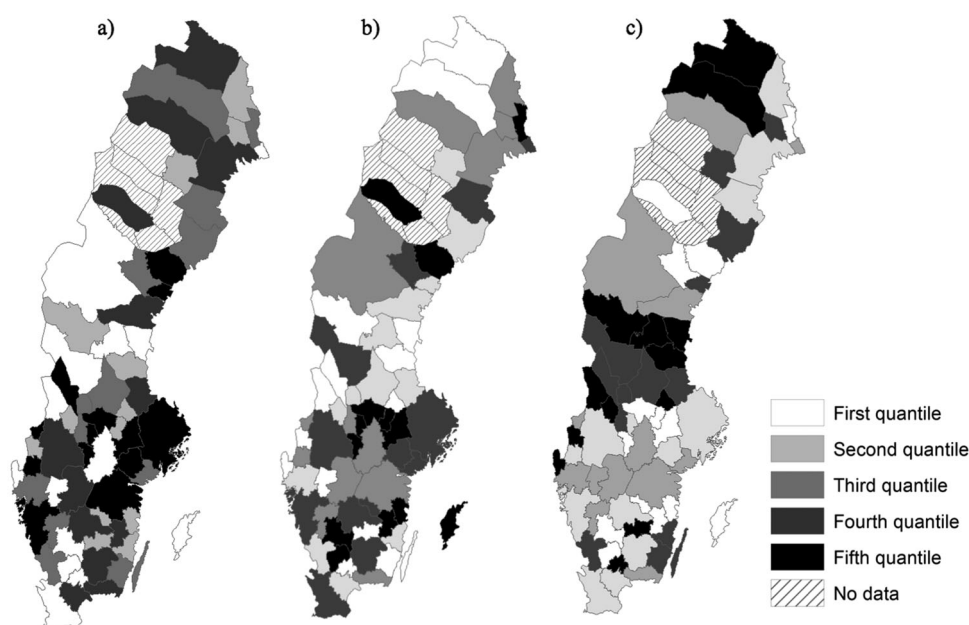 a)
b)
c)
First quantile
Second quantile
Third quantile
Fourth quantile
Fifth quantile
No data